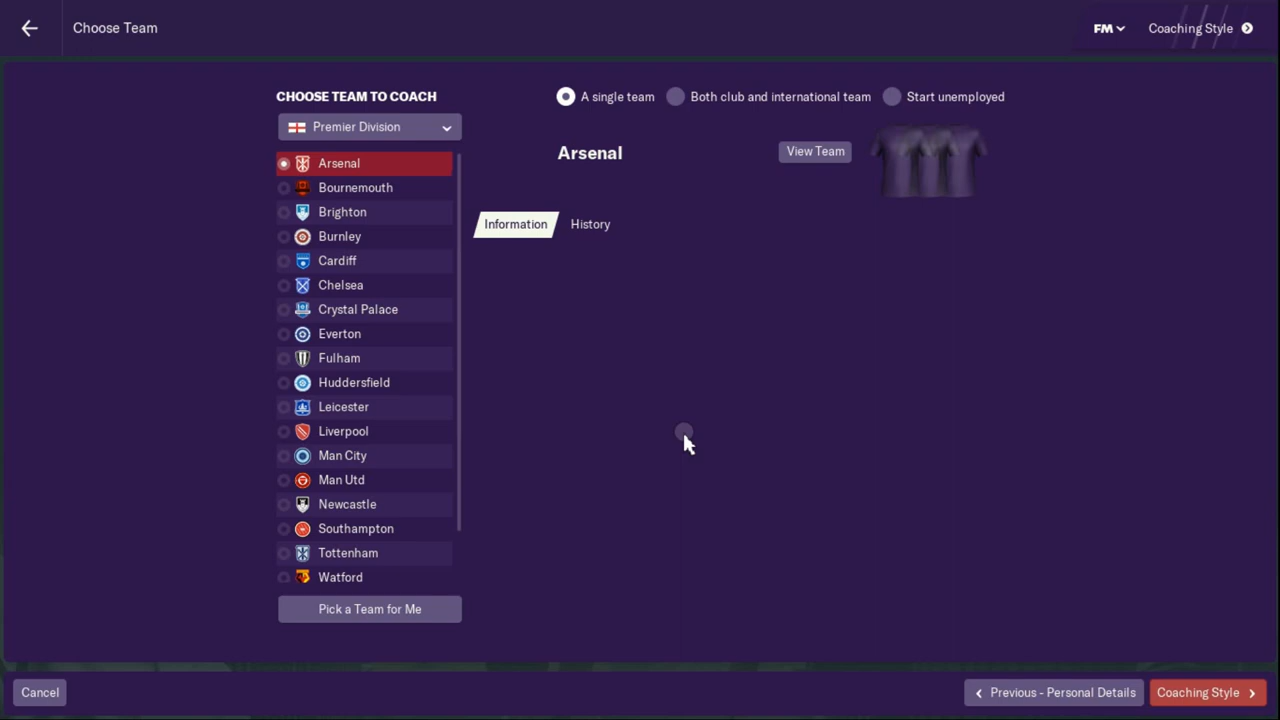 Choose Team
FM
Coaching Style
CHOOSE TEAM TO COACH
A single team
Both club and international team
Start unemployed
Premier Division
Arsenal
View Team
Arsenal
Bournemouth
Brighton
Information
History
Burnley
Cardiff
Chelsea
Crystal Palace
Everton
Fulham
Huddersfield
Leicester
Liverpool
Man City
Man Utd
Newcastle
Southampton
Tottenham
Watford
Pick a Team for Me
Cancel
Previous - Personal Details
Coaching Style